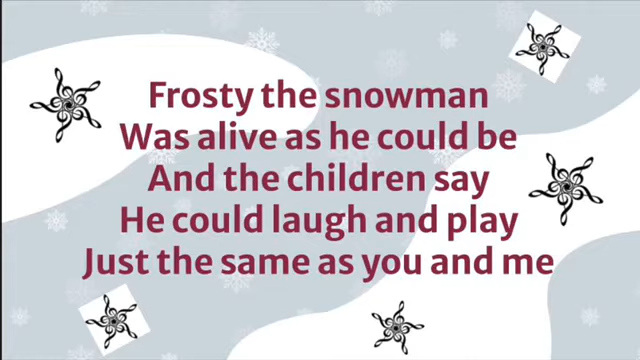 Frosty the snowman
Was alive as he could be
And the children say
He could laugh and play
Just the same as you and me